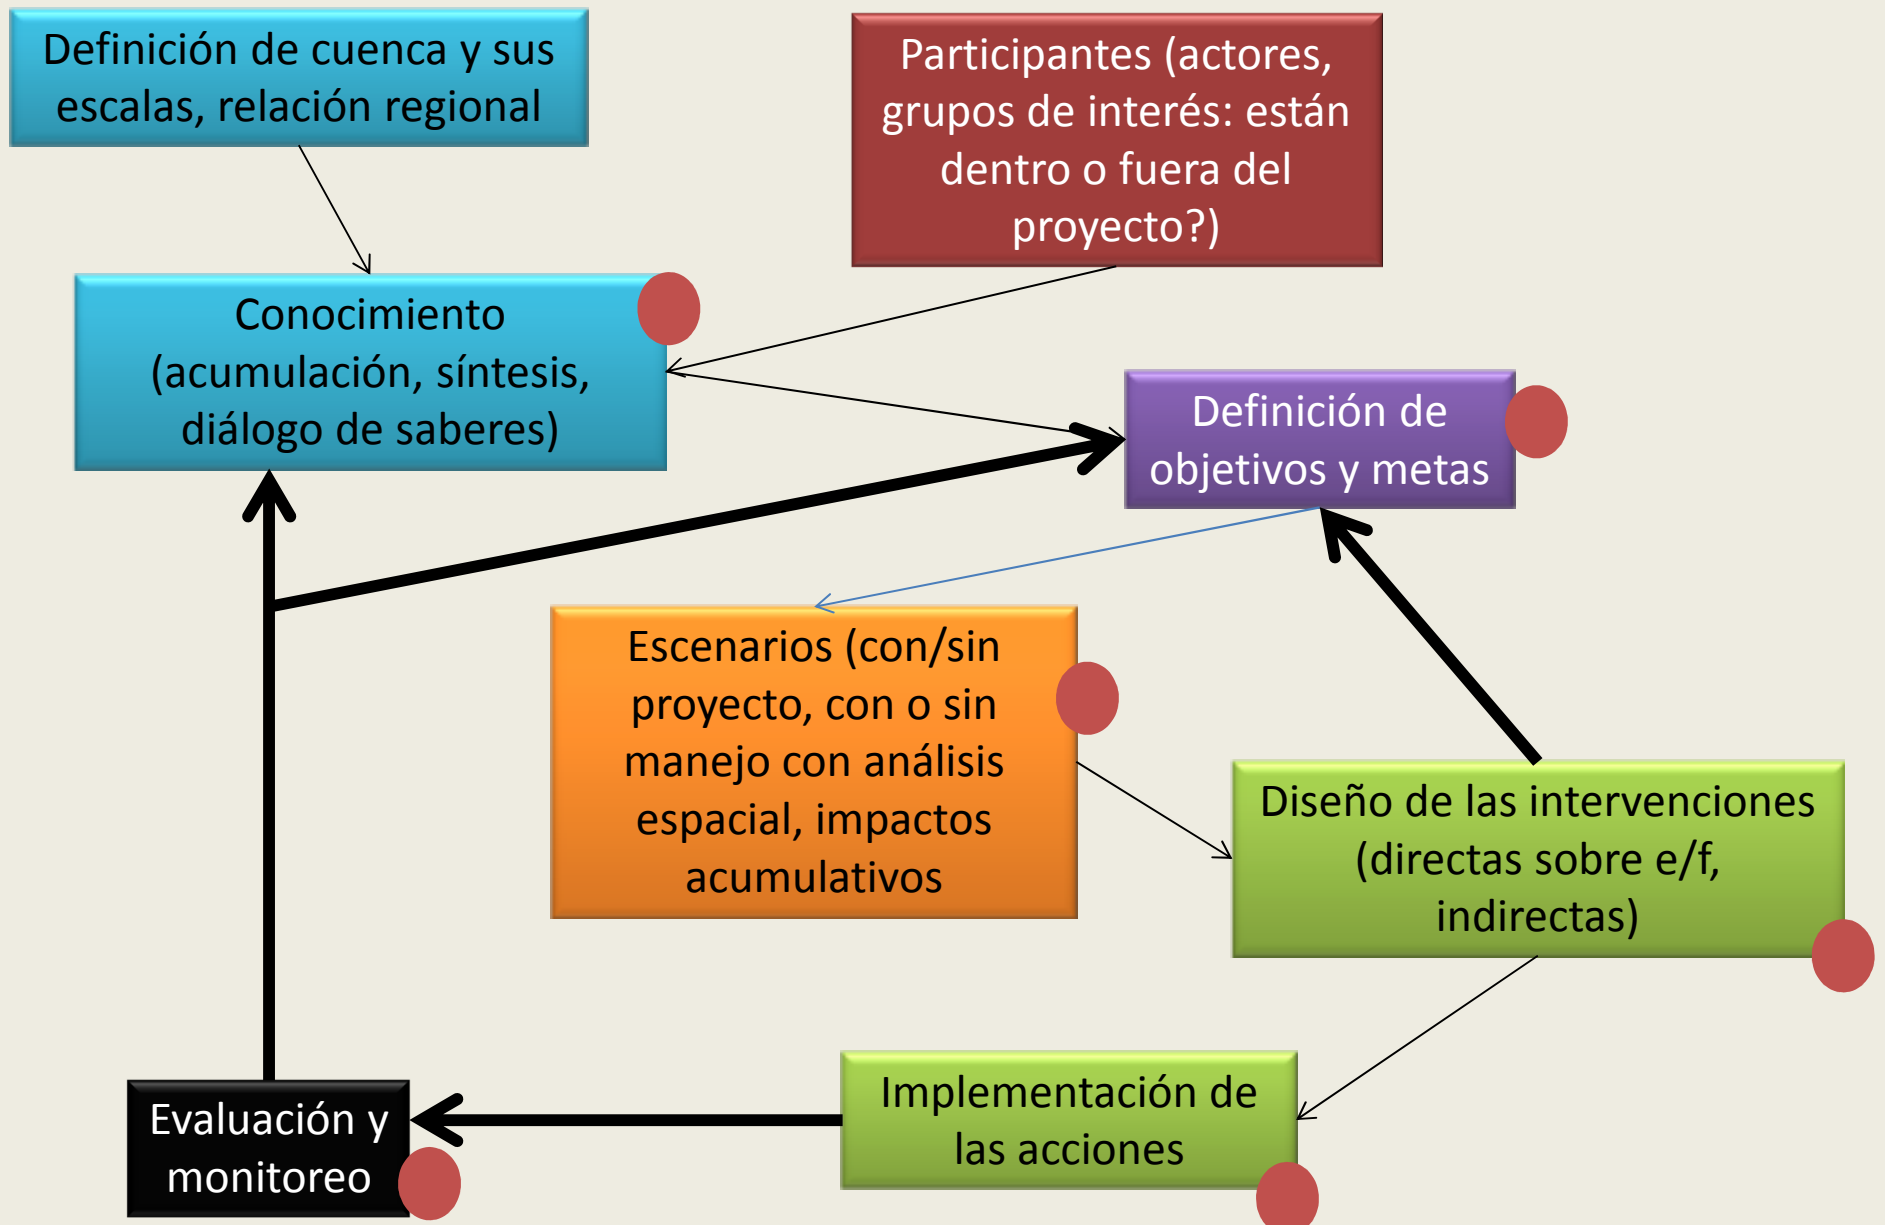 Definición de cuenca y sus
escalas, relación regional
Participantes (actores,
grupos de interés: están
dentro o fuera del
proyecto?)
Conocimiento
(acumulación, síntesis,
diálogo de saberes)
Definición de
objetivos y metas
Escenarios (con/sin
proyecto, con o sin
manejo con análisis
espacial, impactos
acumulativos
Diseño de las intervenciones
(directas sobre e/f,
indirectas)
Implementación de
las acciones
Evaluación y
monitoreo